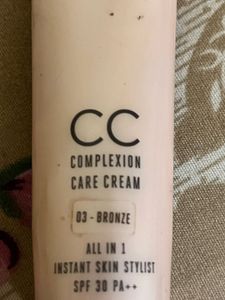 CC
COMPLEXION
CARE CREAM
03 - BRONZE
ALL IN 1
INSTANT SKIN STYLIST
SPF 30 PA++